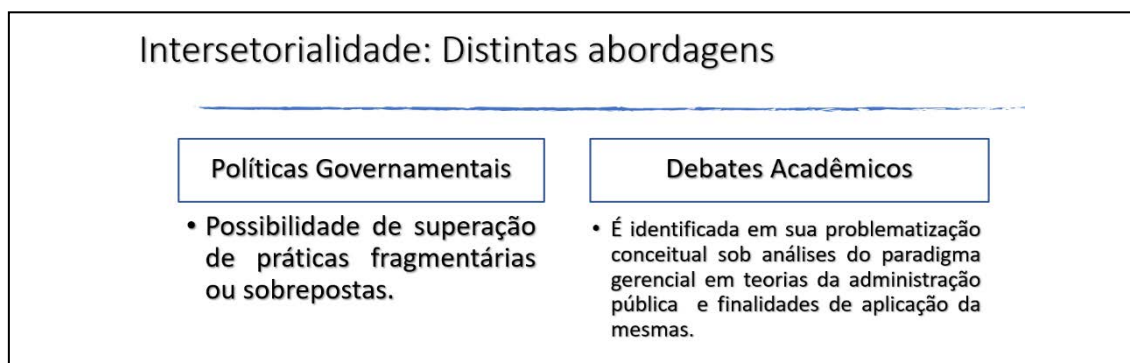 Intersetorialidade: Distintas abordagens
Políticas Governamentais
• Possibilidade de superação
de práticas fragmentárias
ou sobrepostas.
Debates Acadêmicos
• É identificada em sua problematização
conceitual sob análises do paradigma
gerencial em teorias da administração
pública e finalidades de aplicação da
mesmas.